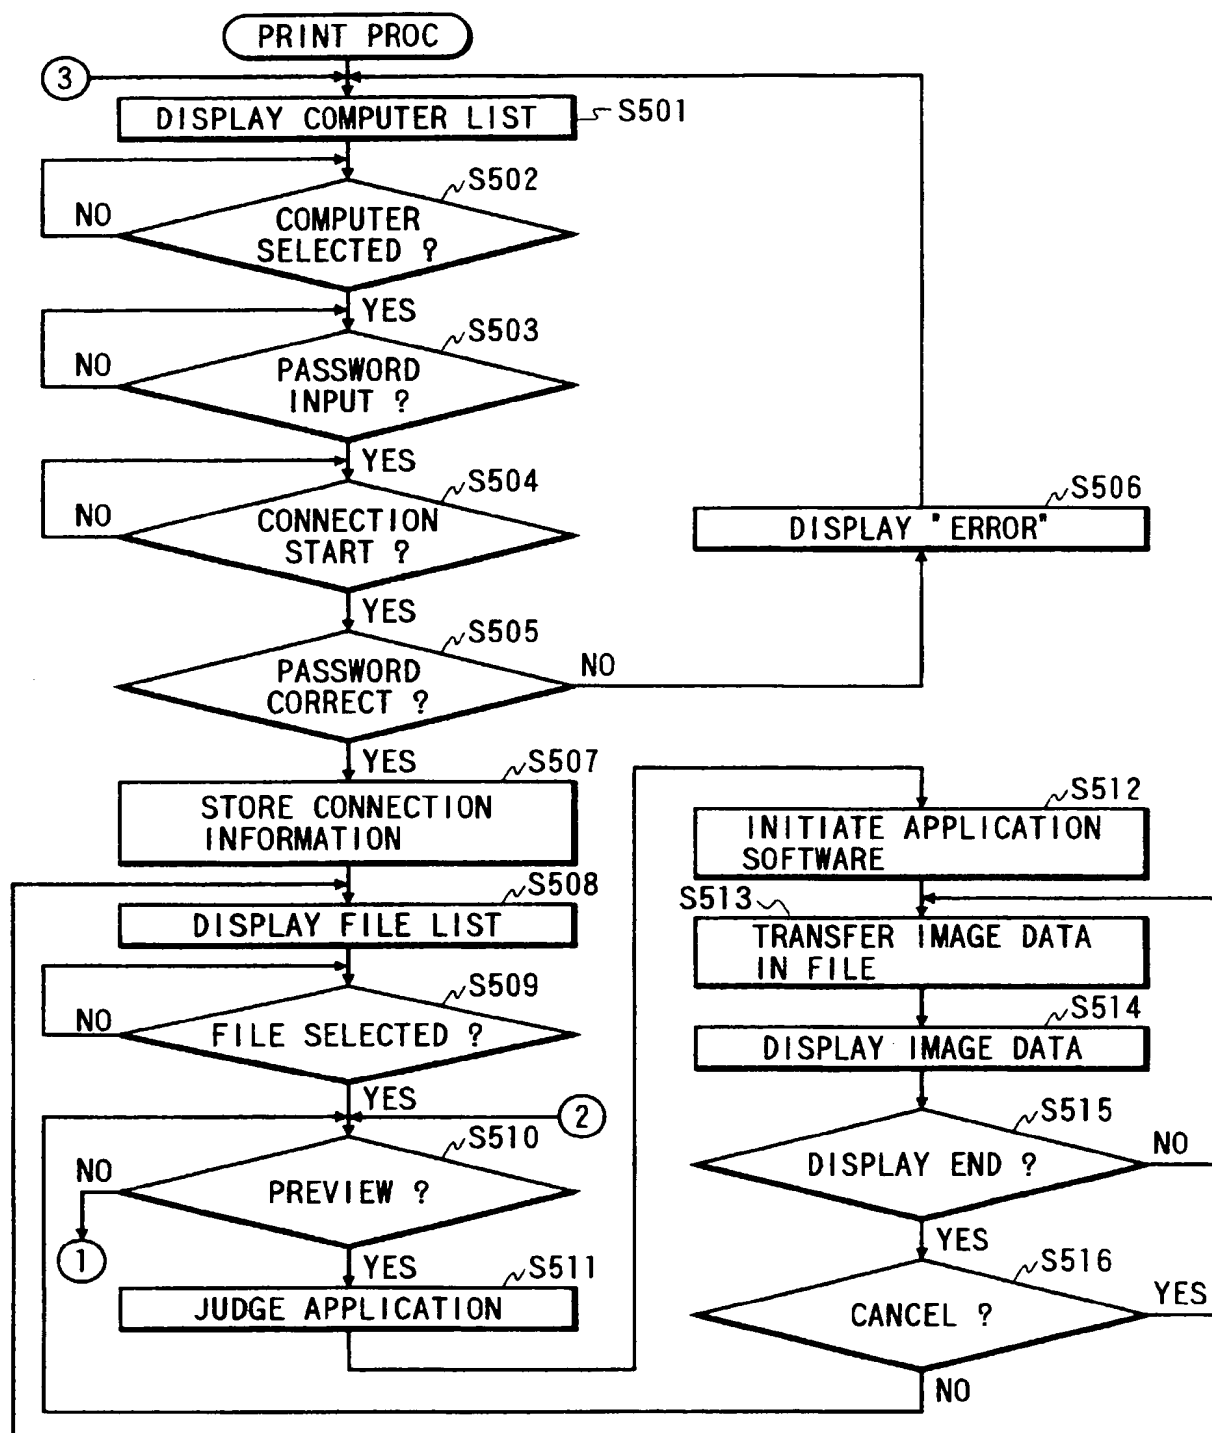 PRINT PROC
3
DISPLAY COMPUTER LIST
S501
S502
NO
COMPUTER
SELECTED ?
YES
S503
NO
PASSWORD
INPUT ?
YES
S504
NO
CONNECTION
START ?
S506
DISPLAY "ERROR"
YES
S505
PASSWORD
CORRECT ?
NO
YES
S507
STORE CONNECTION
INFORMATION
S508
DISPLAY FILE LIST
S509
NO
FILE SELECTED ?
YES
2
S510
NO
PREVIEW ?
1
YES
S511
JUDGE APPLICATION
S512
INITIATE APPLICATION
SOFTWARE
S513
TRANSFER IMAGE DATA
IN FILE
S514
DISPLAY IMAGE DATA
S515
DISPLAY END ?
NO
YES
S516
CANCEL ?
YES
NO